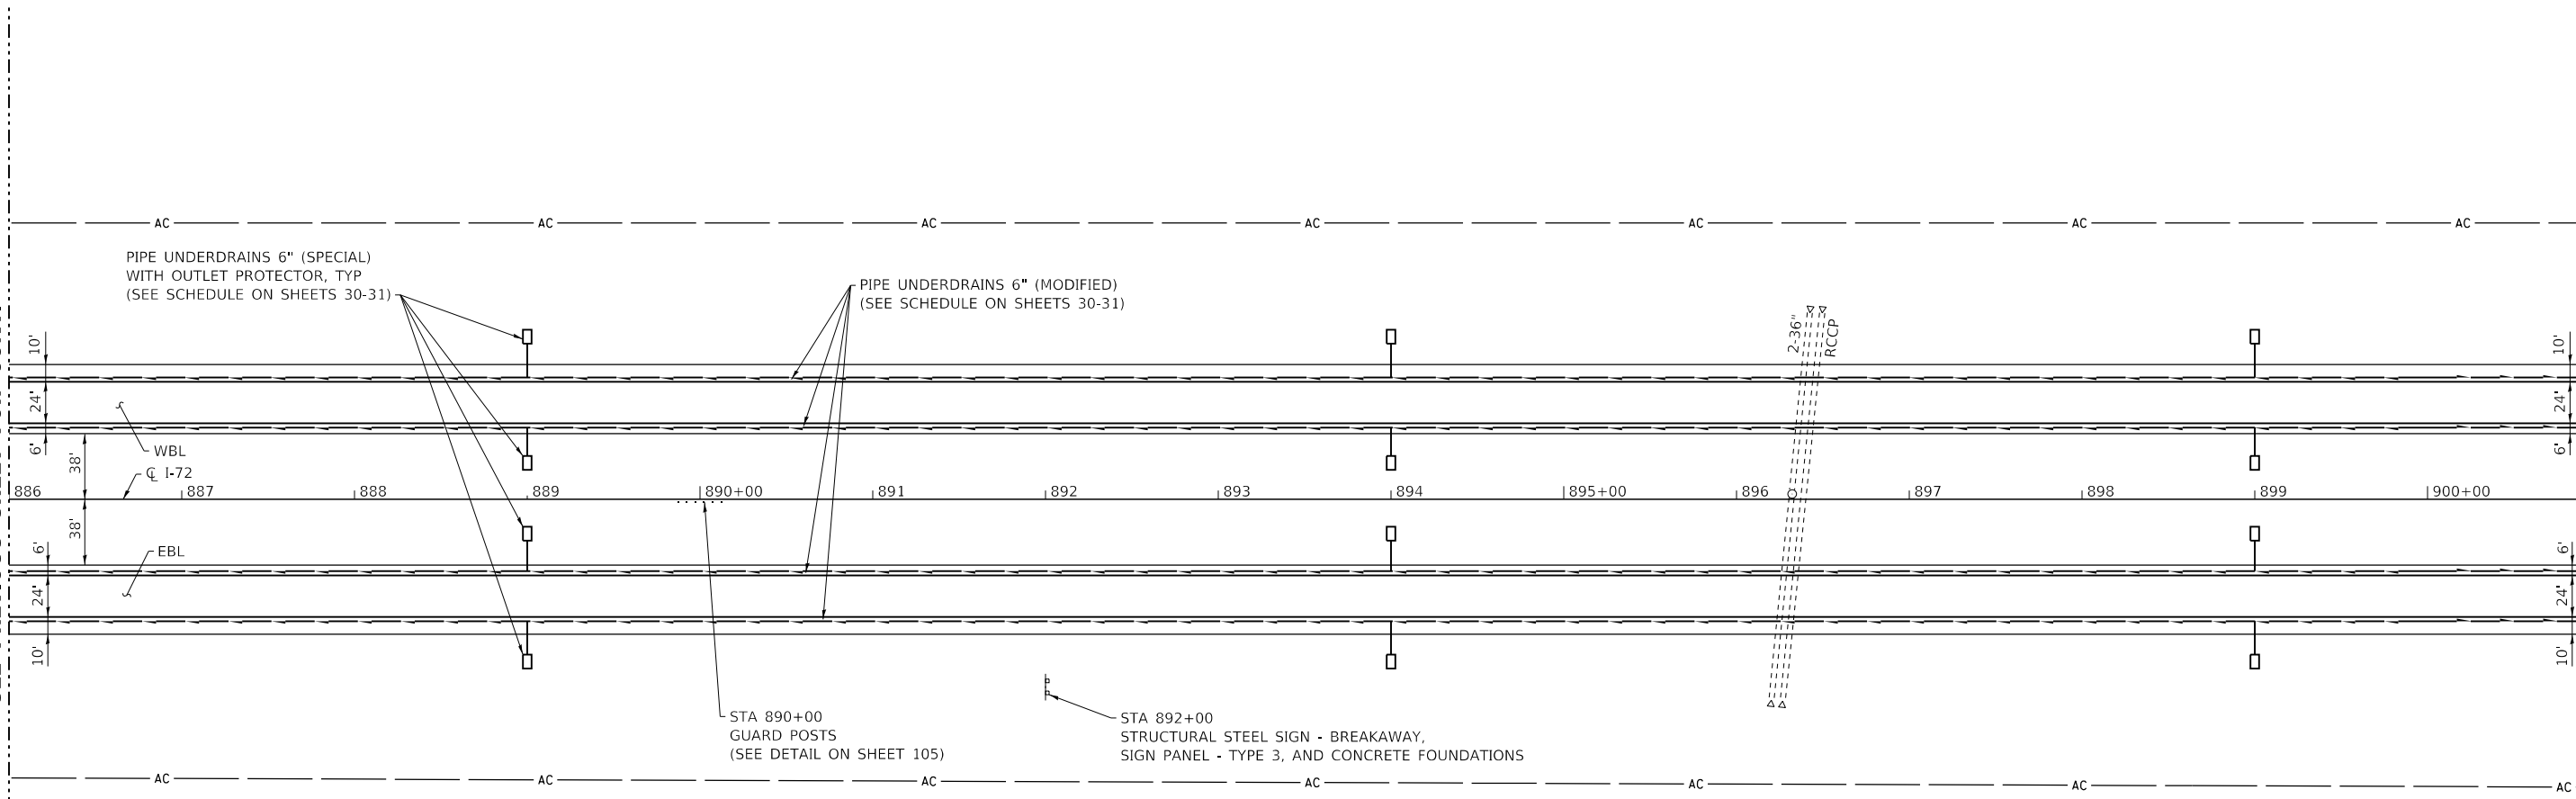 AC AC AC AC AC AC AC
PIPE UNDERDRAINS 6" (SPECIAL)
WITH OUTLET PROTECTOR, TYP
(SEE SCHEDULE ON SHEETS 30-31)
PIPE UNDERDRAINS 6" (MODIFIED)
(SEE SCHEDULE ON SHEETS 30-31)
2-36"
RCCP
10'
24'
6'
38'
10'
24'
6'
WBL
℄ I-72
886 887 888 889 890+00 891 892 893 894 895+00 896 897 898 899 900+00
38'
6'
24'
10'
EBL
6'
24'
10'
STA 890+00
GUARD POSTS
(SEE DETAIL ON SHEET 105)
STA 892+00
STRUCTURAL STEEL SIGN - BREAKAWAY,
SIGN PANEL - TYPE 3, AND CONCRETE FOUNDATIONS
AC AC AC AC AC AC AC